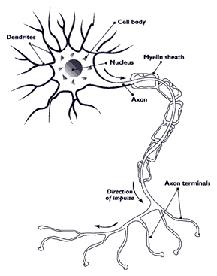 Cell body
Dendrites
Nucleus
Myelin sheath
Axon
Axon terminals
Direction
of impulse